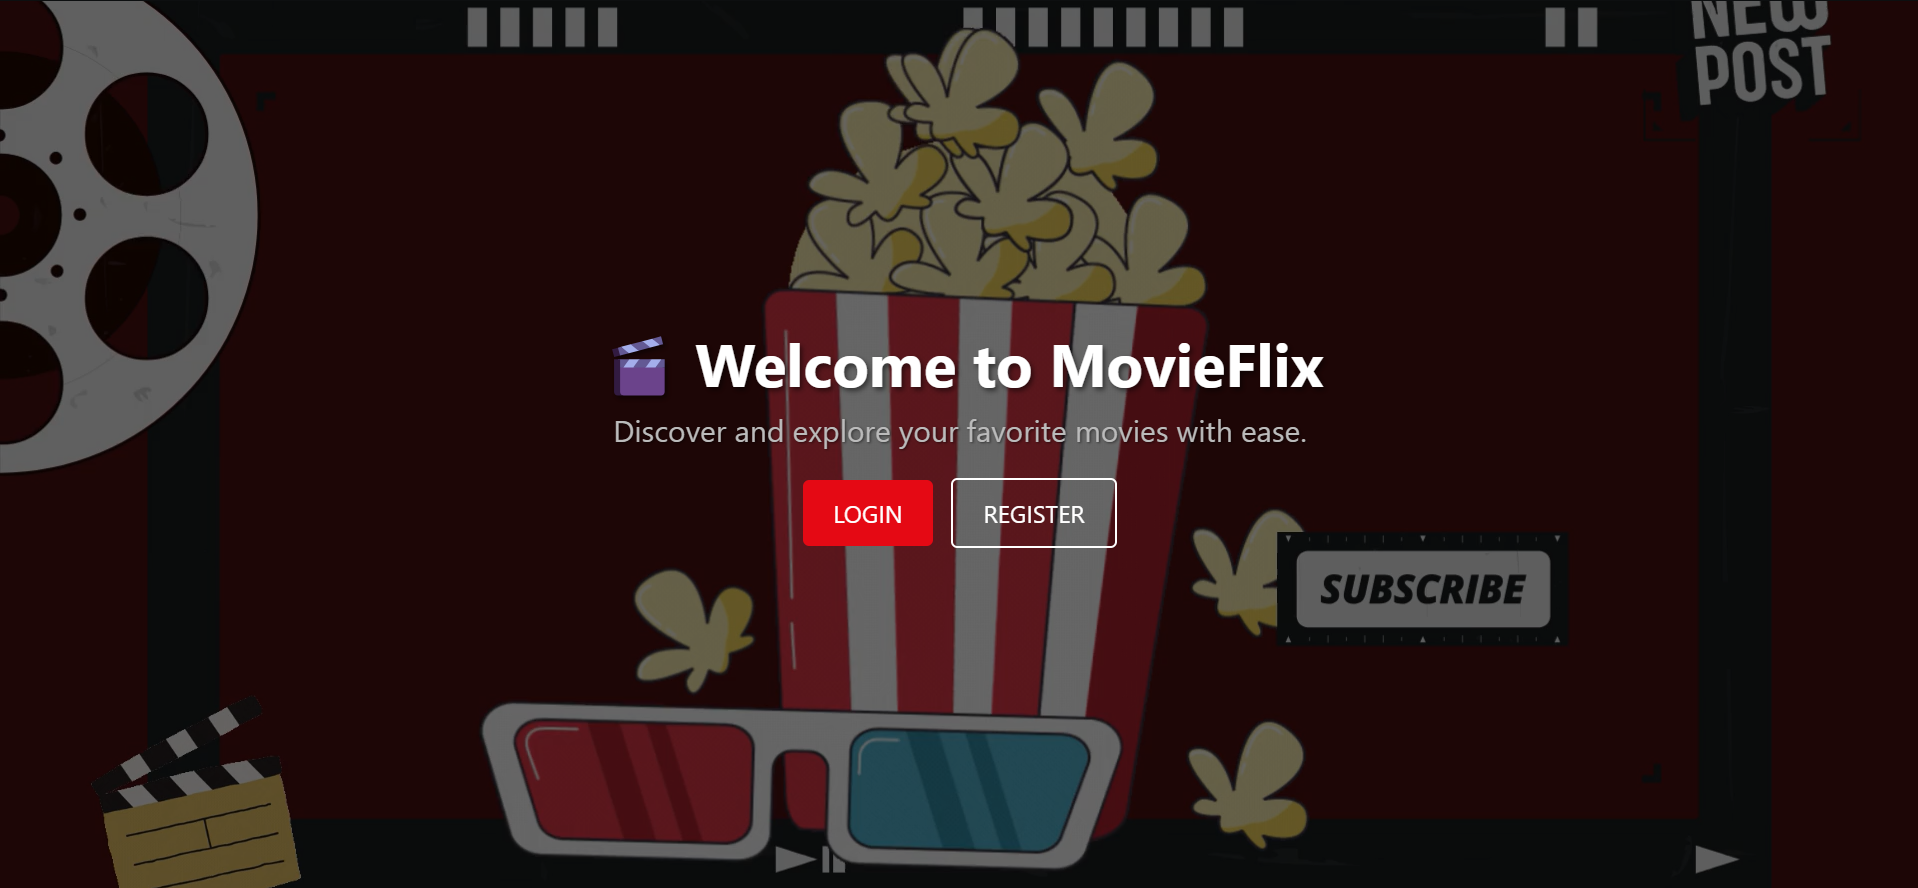 NEW
POST
Welcome to MovieFlix
Discover and explore your favorite movies with ease.
LOGIN
REGISTER
SUBSCRIBE